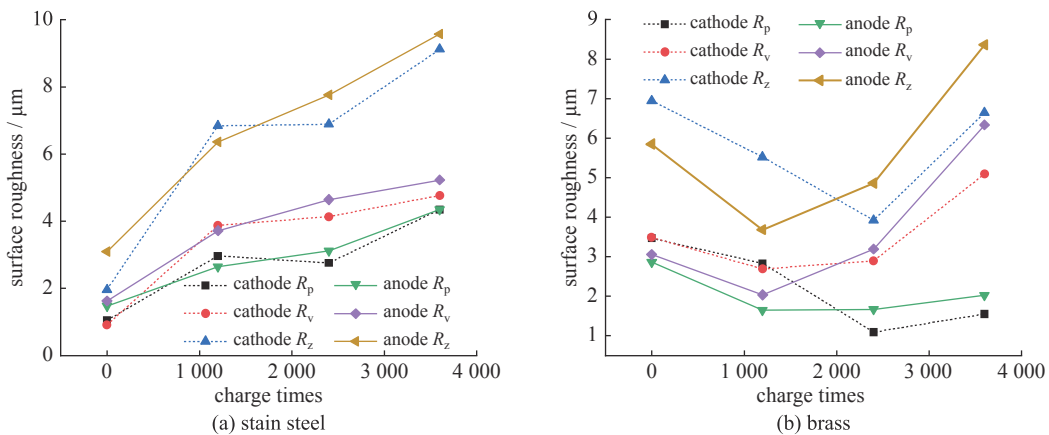 10
8
6
4
2
0
surface roughness / μm
cathode Rp
cathode Rv
cathode Rz
anode Rp
anode Rv
anode Rz
0
1 000
2 000
3 000
4 000
charge times
(a) stain steel
9
8
7
6
5
4
3
2
1
surface roughness / μm
cathode Rp
cathode Rv
cathode Rz
anode Rp
anode Rv
anode Rz
0
1 000
2 000
3 000
4 000
charge times
(b) brass